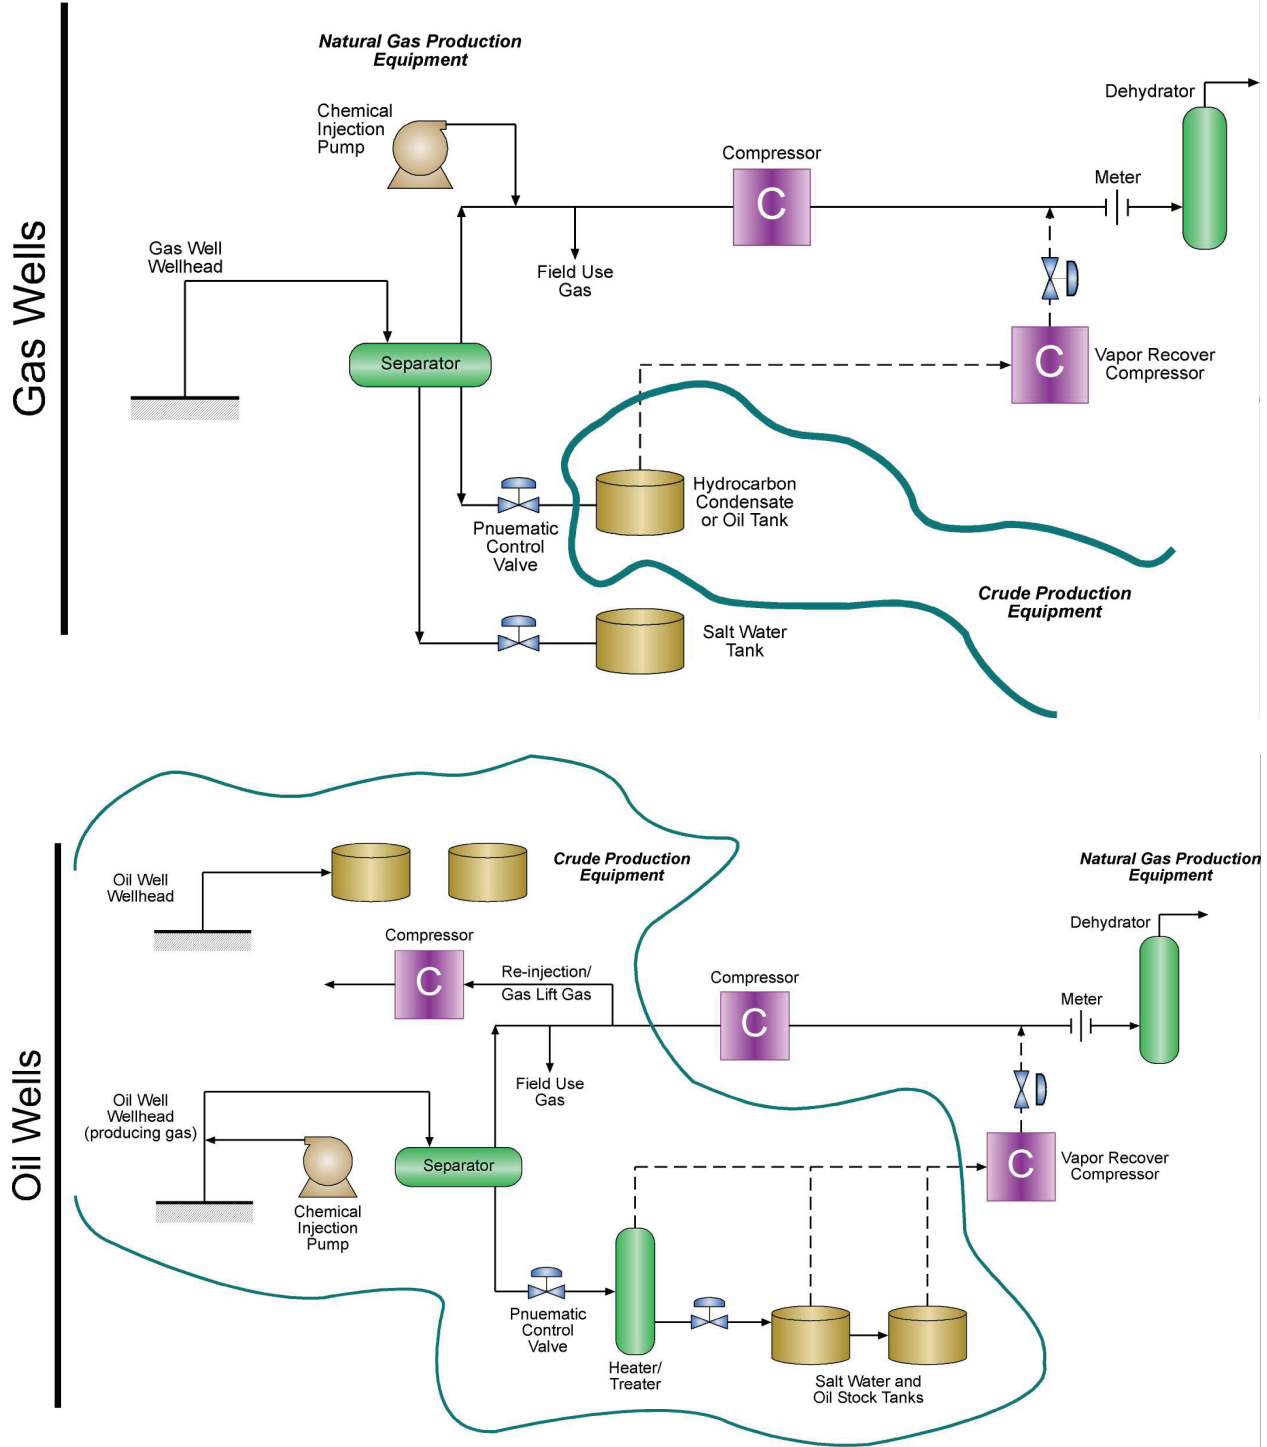 Gas Wells
Natural Gas Production
Equipment
Chemical
Injection
Pump
Compressor
C
Dehydrator
Meter
Gas Well
Wellhead
Field Use
Gas
Separator
C
Vapor Recover
Compressor
Hydrocarbon
Condensate
or Oil Tank
Pnuematic
Control
Valve
Crude Production
Equipment
Salt Water
Tank
Oil Wells
Oil Well
Wellhead
Crude Production
Equipment
Natural Gas Production
Equipment
Dehydrator
Compressor
C
Re-injection/
Gas Lift Gas
Compressor
C
Meter
Field Use
Gas
Oil Well
Wellhead
(producing gas)
Separator
C
Vapor Recover
Compressor
Chemical
Injection
Pump
Pnuematic
Control
Valve
Heater/
Treater
Salt Water and
Oil Stock Tanks